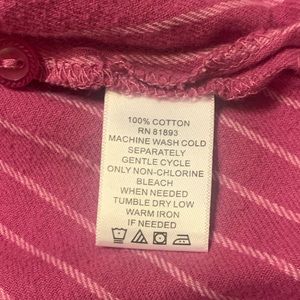 100% COTTON
RN 81893
MACHINE WASH COLD
SEPARATELY
GENTLE CYCLE
ONLY NON-CHLORINE
BLEACH
WHEN NEEDED
TUMBLE DRY LOW
WARM IRON
IF NEEDED